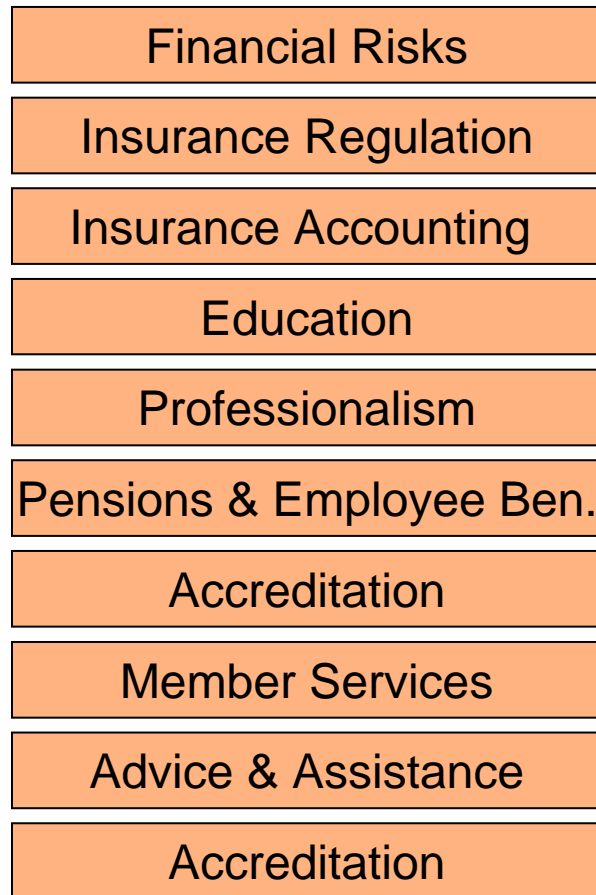 Financial Risks
Insurance Regulation
Insurance Accounting
Education
Professionalism
Pensions & Employee Ben.
Accreditation
Member Services
Advice & Assistance
Accreditation